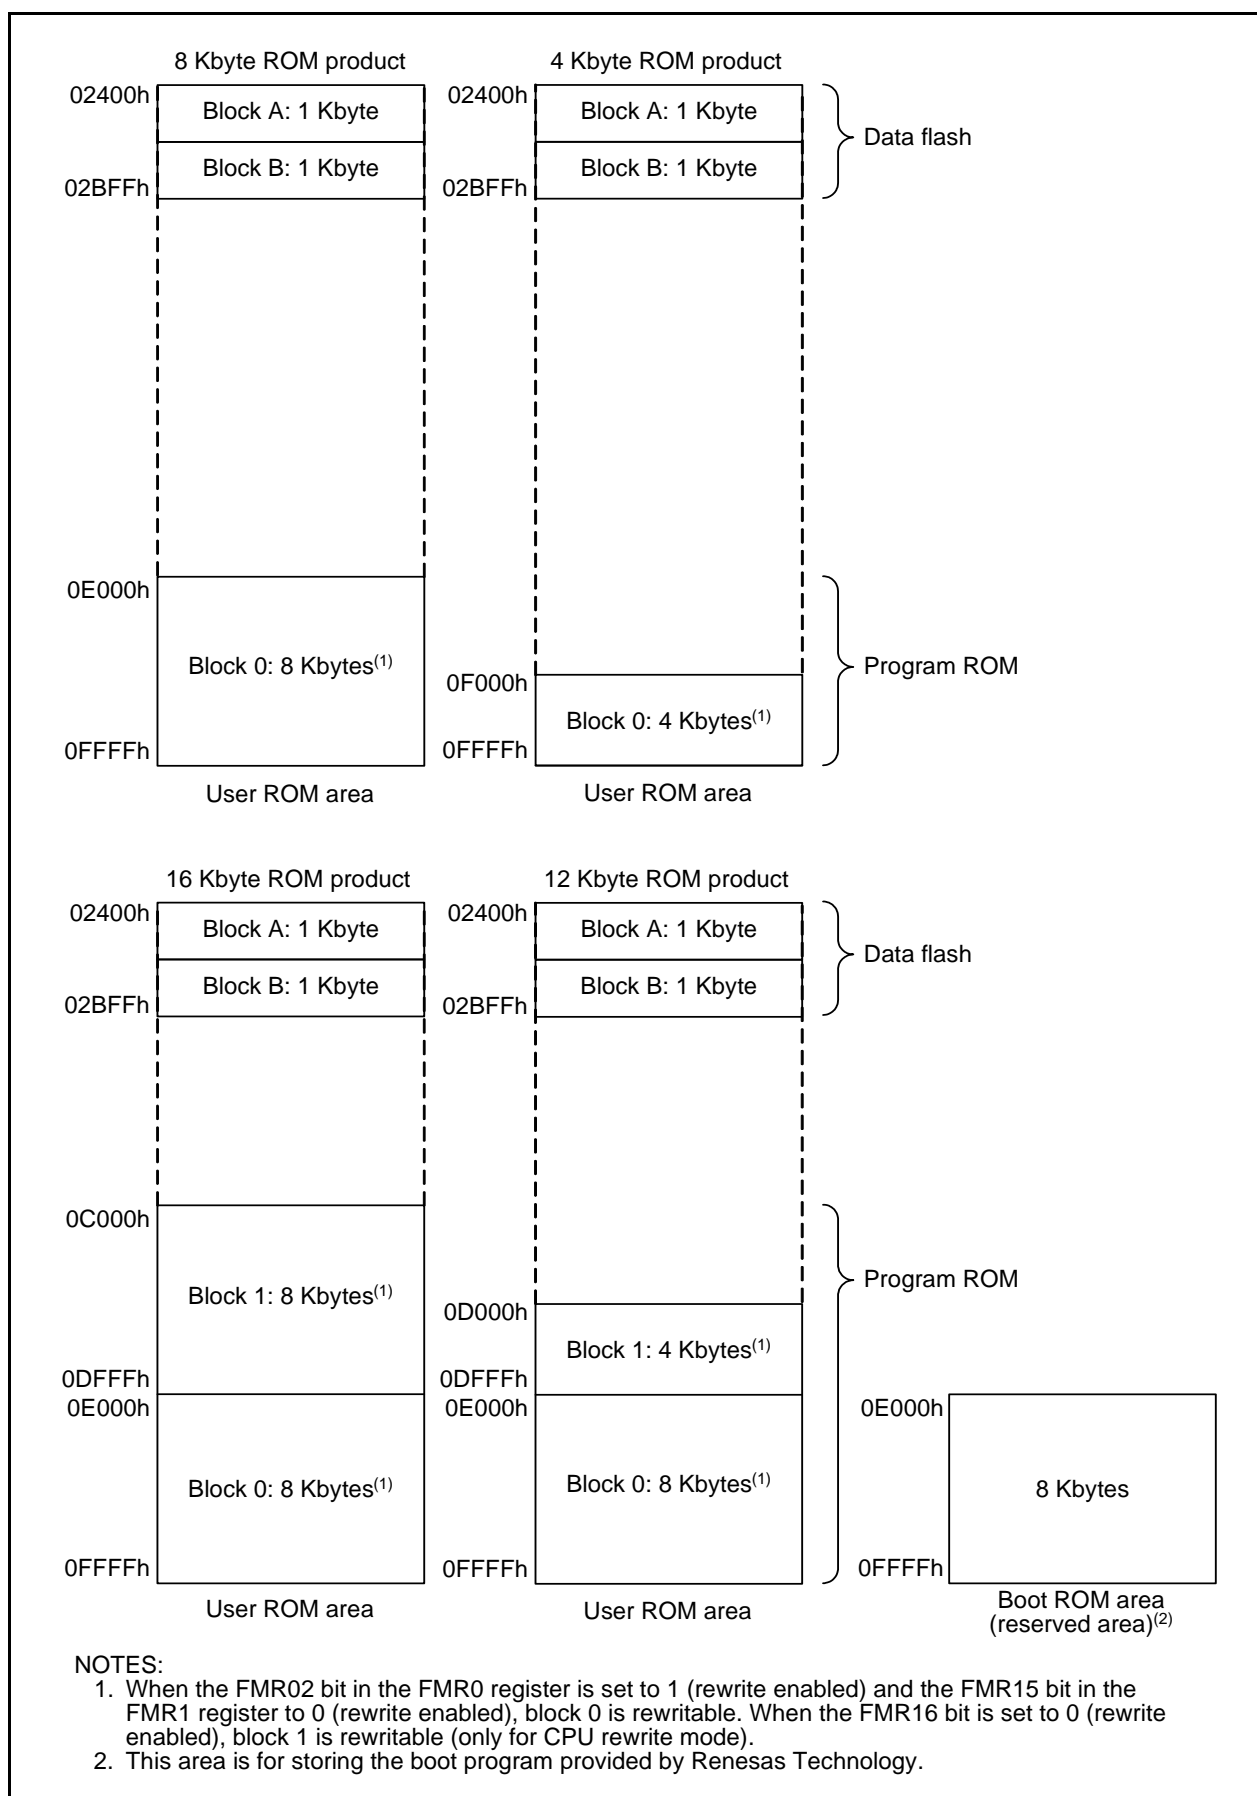 8 Kbyte ROM product
02400h
Block A: 1 Kbyte
Block B: 1 Kbyte
02BFFh
0E000h
Block 0: 8 Kbytes(1)
0FFFFh
User ROM area
4 Kbyte ROM product
02400h
Block A: 1 Kbyte
Block B: 1 Kbyte
02BFFh
0F000h
Block 0: 4 Kbytes(1)
0FFFFh
User ROM area
Data flash
Program ROM
16 Kbyte ROM product
02400h
Block A: 1 Kbyte
Block B: 1 Kbyte
02BFFh
0C000h
Block 1: 8 Kbytes(1)
0DFFFh
0E000h
Block 0: 8 Kbytes(1)
0FFFFh
User ROM area
12 Kbyte ROM product
02400h
Block A: 1 Kbyte
Block B: 1 Kbyte
02BFFh
0D000h
Block 1: 4 Kbytes(1)
0DFFFh
0E000h
Block 0: 8 Kbytes(1)
0FFFFh
User ROM area
Data flash
Program ROM
0E000h
8 Kbytes
0FFFFh
Boot ROM area
(reserved area)(2)
NOTES:
1. When the FMR02 bit in the FMR0 register is set to 1 (rewrite enabled) and the FMR15 bit in the
FMR1 register to 0 (rewrite enabled), block 0 is rewritable. When the FMR16 bit is set to 0 (rewrite
enabled), block 1 is rewritable (only for CPU rewrite mode).
2. This area is for storing the boot program provided by Renesas Technology.